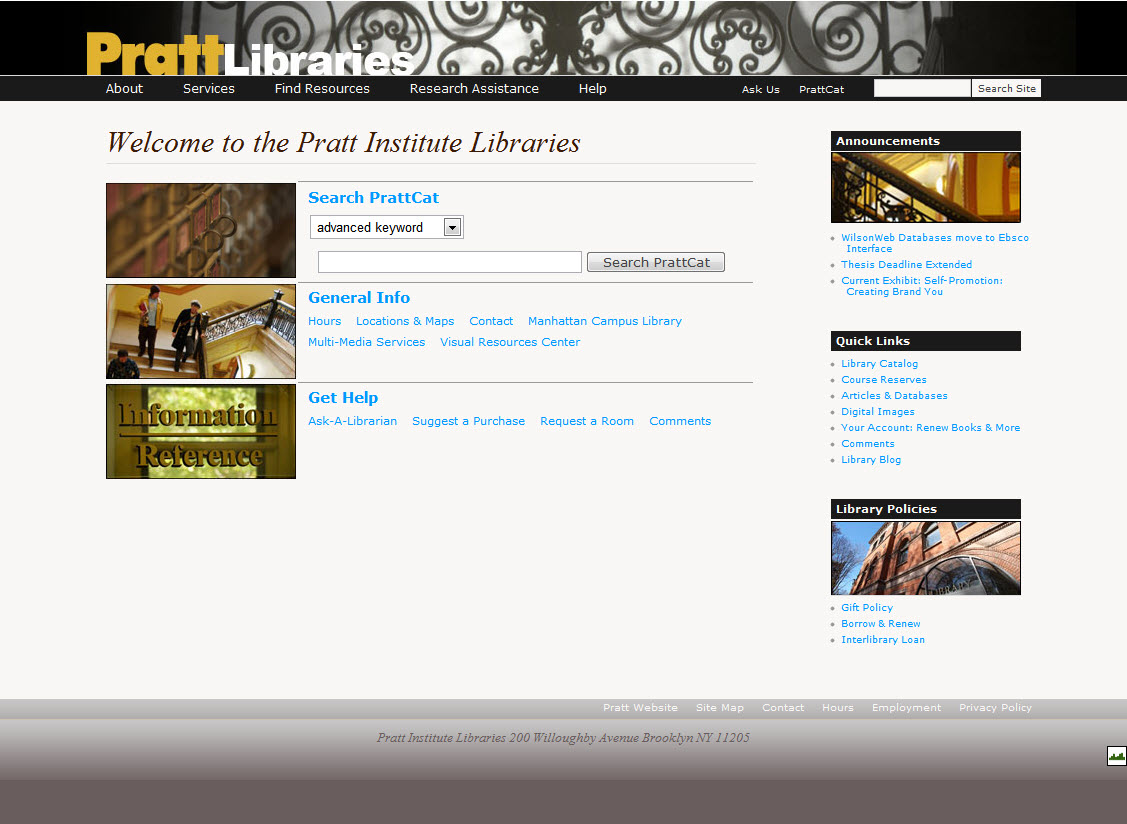 PrattLibraries
About Services Find Resources Research Assistance Help Ask Us PrattCat Search Site
Welcome to the Pratt Institute Libraries
Search PrattCat
advanced keyword
Search PrattCat
General Info
Hours Locations & Maps Contact Manhattan Campus Library
Multi-Media Services Visual Resources Center
Information
Reference
Get Help
Ask-A-Librarian Suggest a Purchase Request a Room Comments
Announcements
WilsonWeb Databases move to Ebsco
Interface
Thesis Deadline Extended
Current Exhibit: Self-Promotion:
Creating Brand You
Quick Links
Library Catalog
Course Reserves
Articles & Databases
Digital Images
Your Account: Renew Books & More
Comments
Library Blog
Library Policies
LIBRARY
Gift Policy
Borrow & Renew
Interlibrary Loan
Pratt Website Site Map Contact Hours Employment Privacy Policy
Pratt Institute Libraries 200 Willoughby Avenue Brooklyn NY 11205